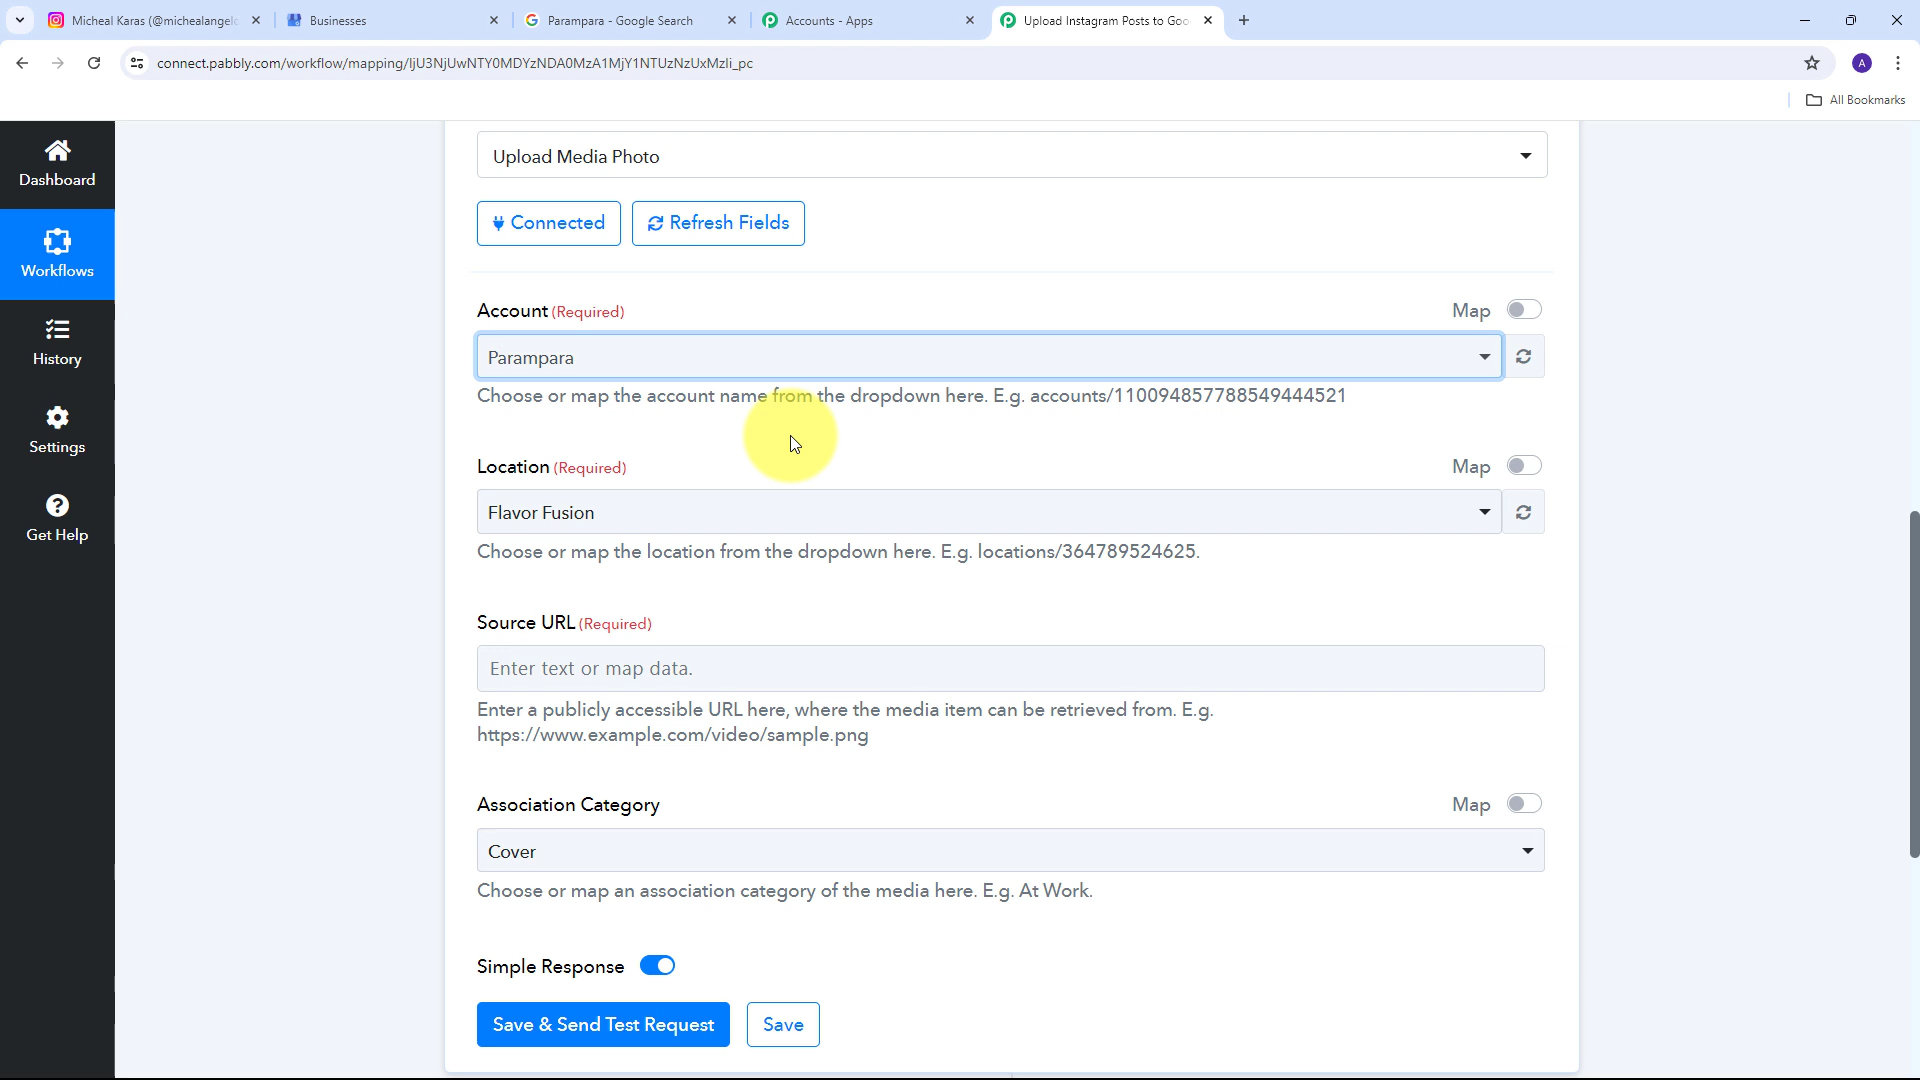 Micheal Karas (@michealangelo
Businesses
Parampara - Google Search
Accounts - Apps
Upload Instagram Posts to Goo
connect.pabbly.com/workflow/mapping/IjU3NjUwNTY0MDYzNDA0MzA1MjY1NTUzNzUxMzIi_pc
A
All Bookmarks
Dashboard
Workflows
History
Settings
Get Help
Upload Media Photo
Connected
Refresh Fields
Account (Required)
Map
Parampara
Choose or map the account name from the dropdown here. E.g. accounts/110094857788549444521
Location (Required)
Map
Flavor Fusion
Choose or map the location from the dropdown here. E.g. locations/364789524625.
Source URL (Required)
Enter text or map data.
Enter a publicly accessible URL here, where the media item can be retrieved from. E.g.
https://www.example.com/video/sample.png
Association Category
Map
Cover
Choose or map an association category of the media here. E.g. At Work.
Simple Response
Save & Send Test Request
Save